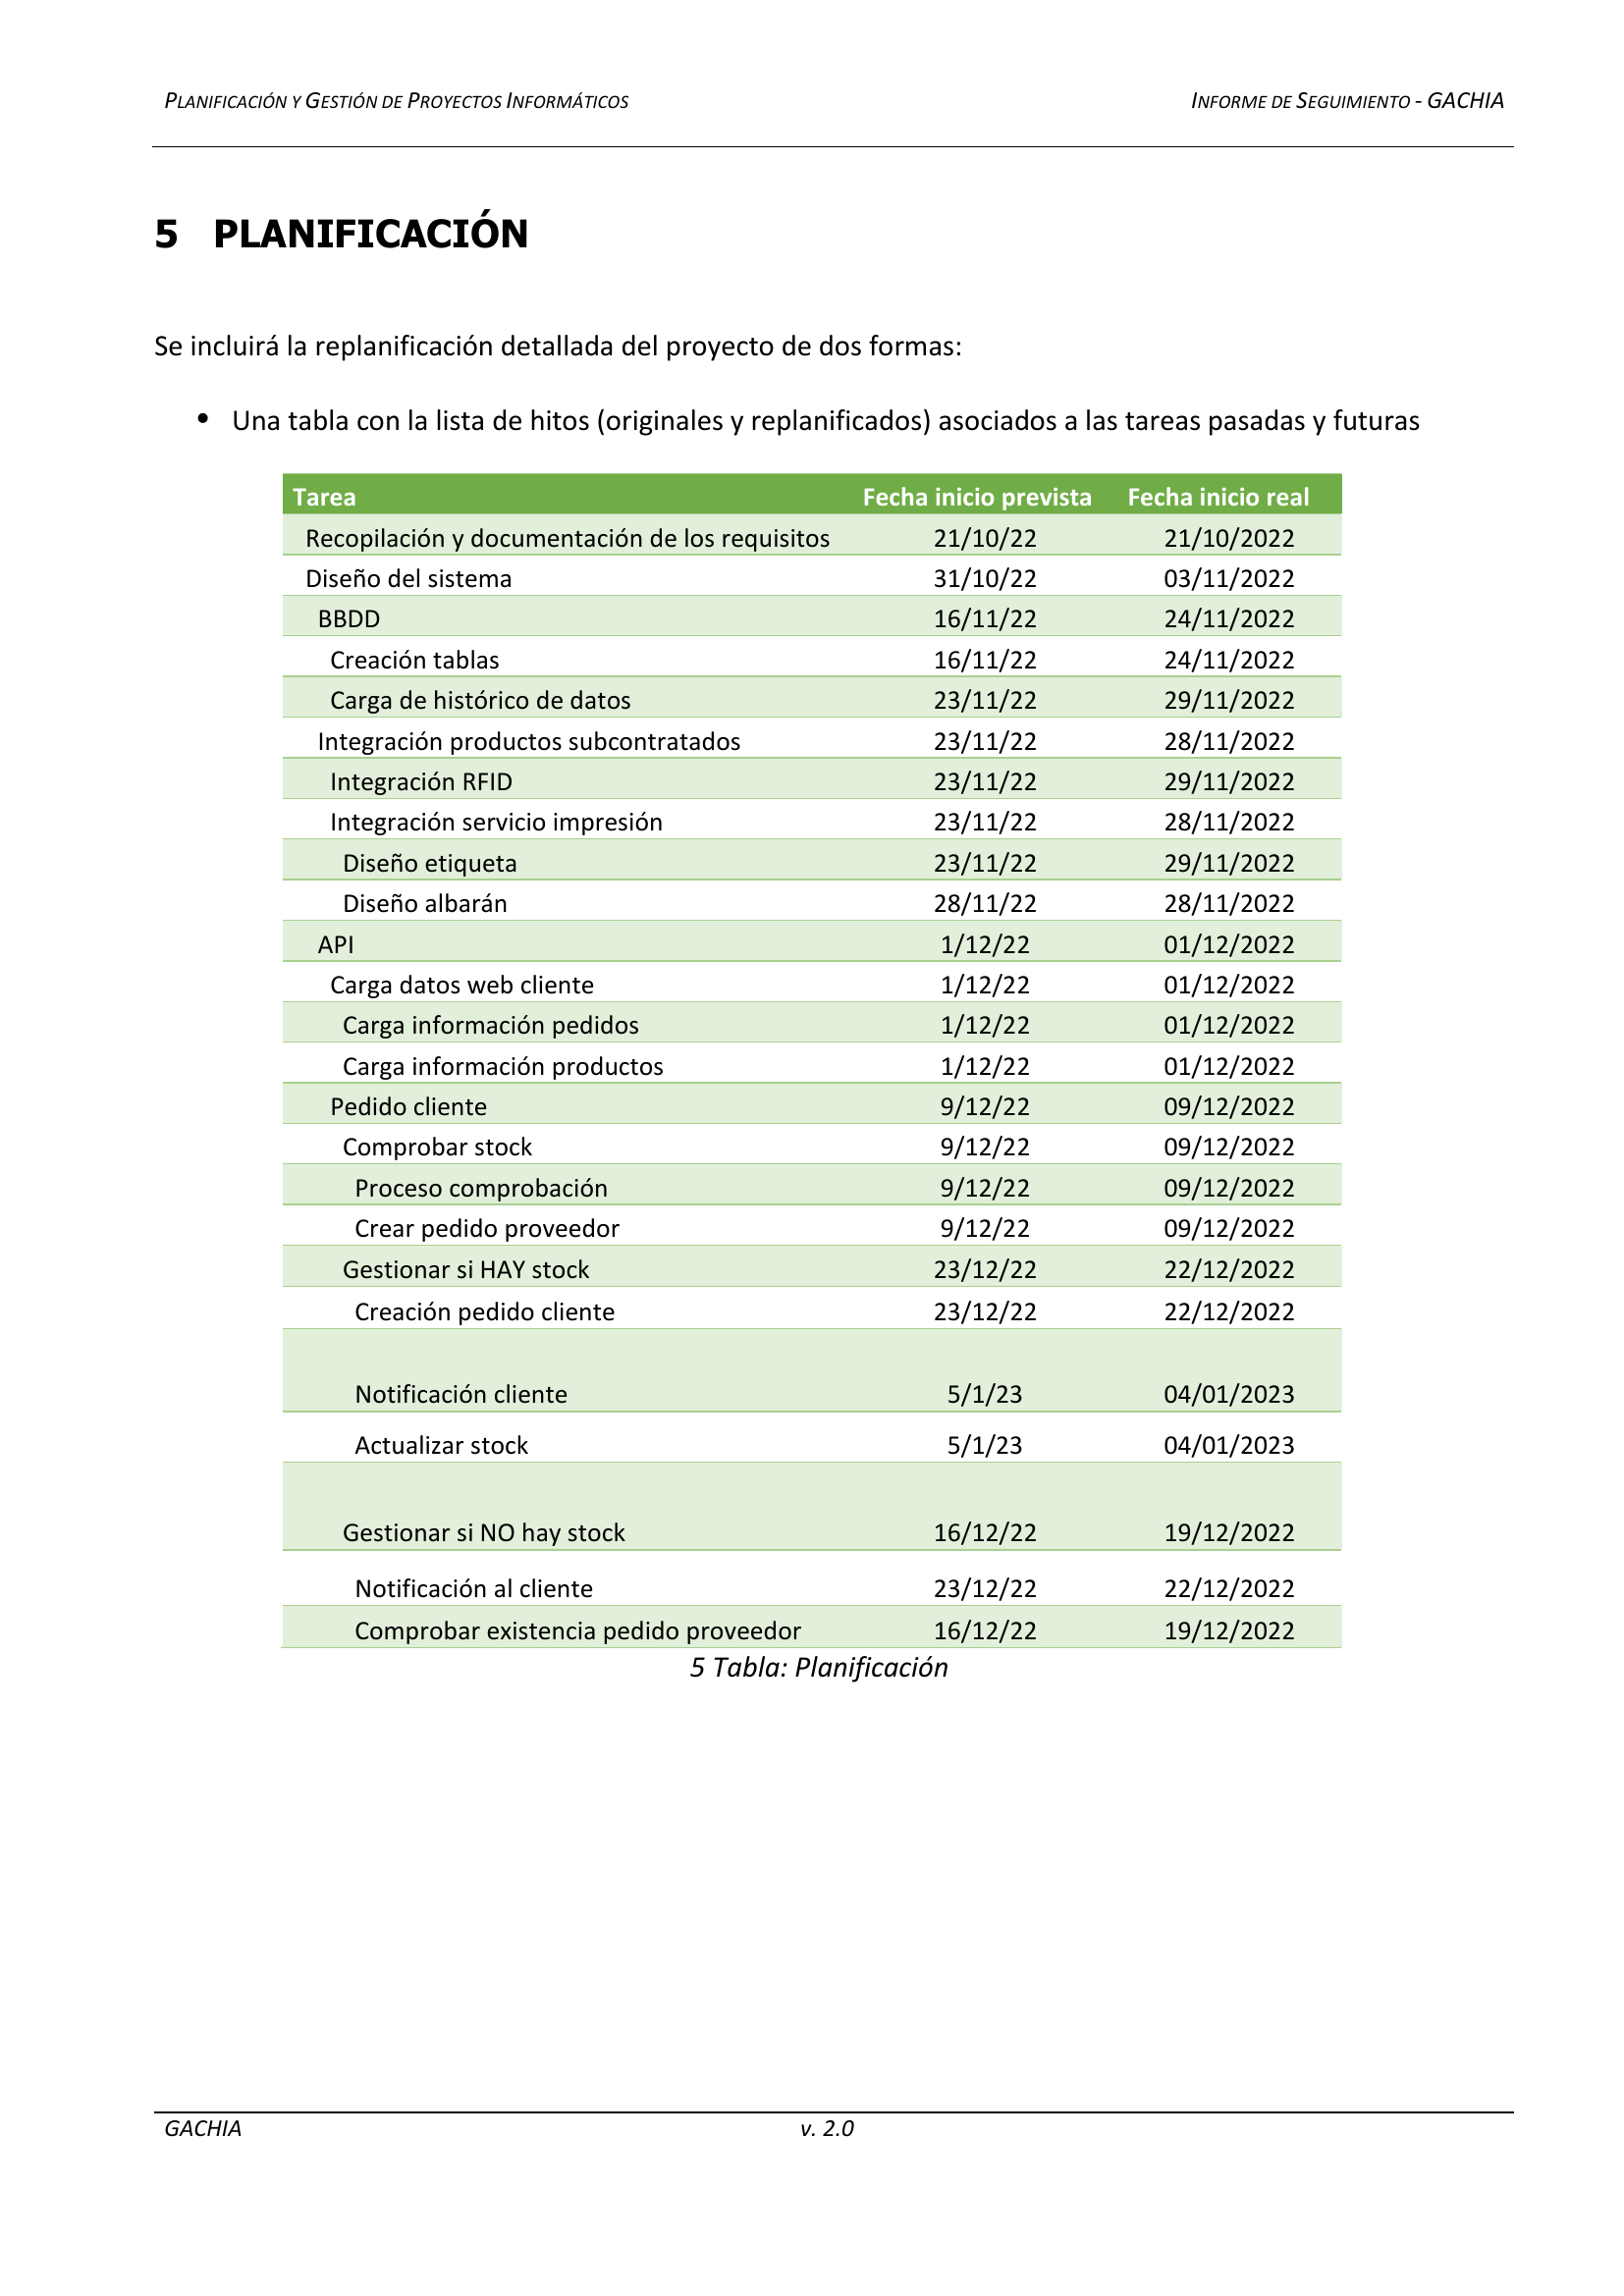 PLANIFICACIÓN Y GESTIÓN DE PROYECTOS INFORMÁTICOS INFORME DE SEGUIMIENTO - GACHIA
5 PLANIFICACIÓN
Se incluirá la replanificación detallada del proyecto de dos formas:
• Una tabla con la lista de hitos (originales y replanificados) asociados a las tareas pasadas y futuras
Tarea Fecha inicio prevista Fecha inicio real
Recopilación y documentación de los requisitos 21/10/22 21/10/2022
Diseño del sistema 31/10/22 03/11/2022
BBDD 16/11/22 24/11/2022
Creación tablas 16/11/22 24/11/2022
Carga de histórico de datos 23/11/22 29/11/2022
Integración productos subcontratados 23/11/22 28/11/2022
Integración RFID 23/11/22 29/11/2022
Integración servicio impresión 23/11/22 28/11/2022
Diseño etiqueta 23/11/22 29/11/2022
Diseño albarán 28/11/22 28/11/2022
API 1/12/22 01/12/2022
Carga datos web cliente 1/12/22 01/12/2022
Carga información pedidos 1/12/22 01/12/2022
Carga información productos 1/12/22 01/12/2022
Pedido cliente 9/12/22 09/12/2022
Comprobar stock 9/12/22 09/12/2022
Proceso comprobación 9/12/22 09/12/2022
Crear pedido proveedor 9/12/22 09/12/2022
Gestionar si HAY stock 23/12/22 22/12/2022
Creación pedido cliente 23/12/22 22/12/2022
Notificación cliente 5/1/23 04/01/2023
Actualizar stock 5/1/23 04/01/2023
Gestionar si NO hay stock 16/12/22 19/12/2022
Notificación al cliente 23/12/22 22/12/2022
Comprobar existencia pedido proveedor 16/12/22 19/12/2022
5 Tabla: Planificación
GACHIA v. 2.0